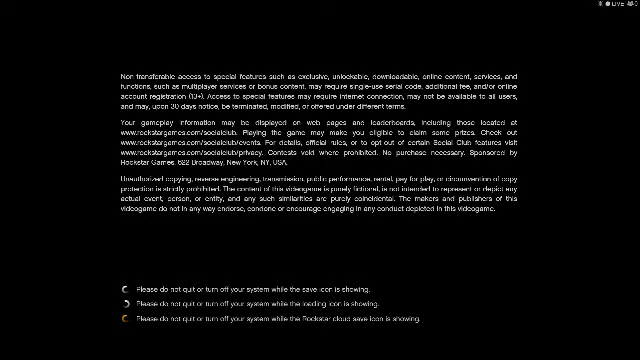 LIVE
Non transferable access to special features such as exclusive, unlockable, downloadable, online content, services, and
functions, such as multiplayer services or bonus content, may require single-use serial code, additional fee, and/or online
account registration (13+). Access to special features may require internet connection, may not be available to all users,
and may, upon 30 days notice, be terminated, modified, or offered under different terms.
Your gameplay information may be displayed on web pages and leaderboards, including those located at
www.rockstargames.com/socialclub. Playing the game may make you eligible to claim some prizes. Check out
www.rockstargames.com/socialclub/events. For details, official rules, or to opt out of certain Social Club features visit
www.rockstargames.com/socialclub/privacy. Contests void where prohibited. No purchase necessary. Sponsored by
Rockstar Games, 622 Broadway, New York, NY, USA.
Unauthorized copying, reverse engineering, transmission, public performance, rental, pay for play, or circumvention of copy
protection is strictly prohibited. The content of this videogame is purely fictional, is not intended to represent or depict any
actual event, person, or entity, and any such similarities are purely coincidental. The makers and publishers of this
videogame do not in any way endorse, condone or encourage engaging in any conduct depicted in this videogame.
Please do not quit or turn off your system while the save icon is showing.
Please do not quit or turn off your system while the loading icon is showing.
Please do not quit or turn off your system while the Rockstar cloud save icon is showing.